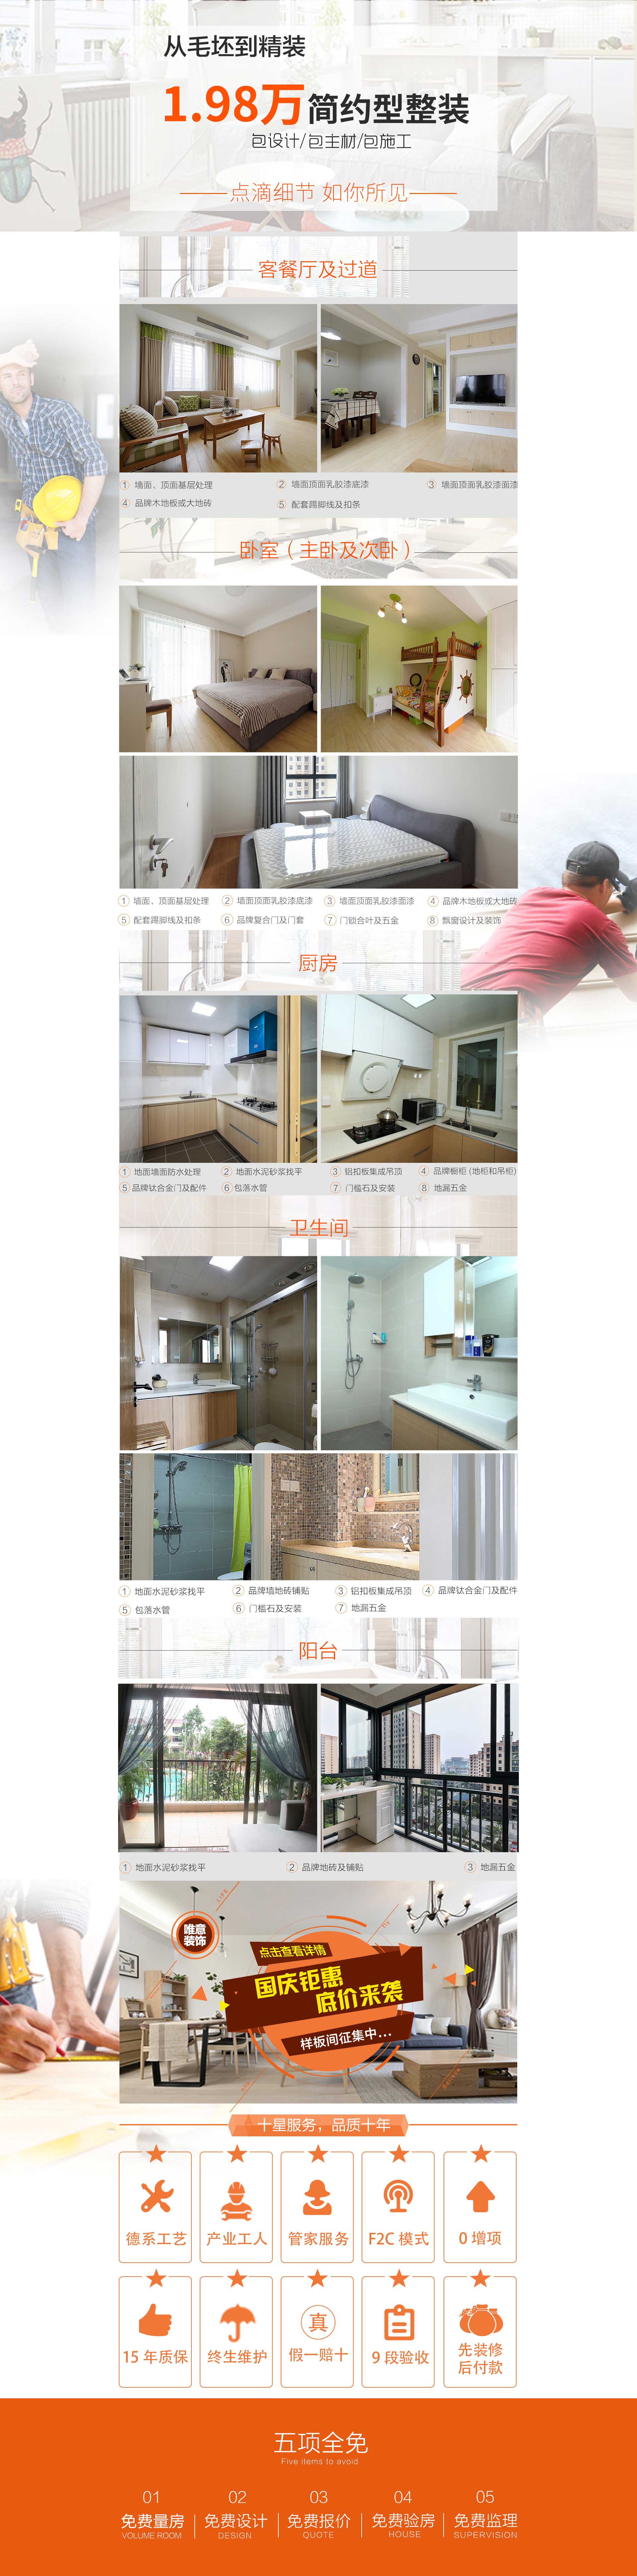 从毛坯到精装
1.98万简约型整装
包设计/包主材/包施工
点滴细节 如你所见
客餐厅及过道
① 墙面、顶面基层处理 ② 墙面顶面乳胶漆底漆 ③ 墙面顶面乳胶漆面漆
④ 品牌木地板或大地砖 ⑤ 配套踢脚线及扣条
卧室（主卧及次卧）
① 墙面、顶面基层处理 ② 墙面顶面乳胶漆底漆 ③ 墙面顶面乳胶漆面漆 ④ 品牌木地板或大地砖
⑤ 配套踢脚线及扣条 ⑥ 品牌复合门及门套 ⑦ 门锁合叶及五金 ⑧ 飘窗设计及装饰
厨房
① 地面墙面防水处理 ② 地面水泥砂浆找平 ③ 铝扣板集成吊顶 ④ 品牌橱柜(地柜和吊柜)
⑤ 品牌钛合金门及配件 ⑥ 包落水管 ⑦ 门槛石及安装 ⑧ 地漏五金
卫生间
① 地面水泥砂浆找平 ② 品牌墙地砖铺贴 ③ 铝扣板集成吊顶 ④ 品牌钛合金门及配件
⑤ 包落水管 ⑥ 门槛石及安装 ⑦ 地漏五金
阳台
① 地面水泥砂浆找平 ② 品牌地砖及铺贴 ③ 地漏五金
唯意
装饰
点击查看详情
国庆钜惠
底价来袭
样板间征集中...
十星服务，品质十年
德系工艺 产业工人 管家服务 F2C 模式 0 增项
真
15 年质保 终生维护 假一赔十 9 段验收 先装修
后付款
五项全免
Five items to avoid
01 02 03 04 05
免费量房 免费设计 免费报价 免费验房 免费监理
VOLUME ROOM DESIGN QUOTE HOUSE SUPERVISION